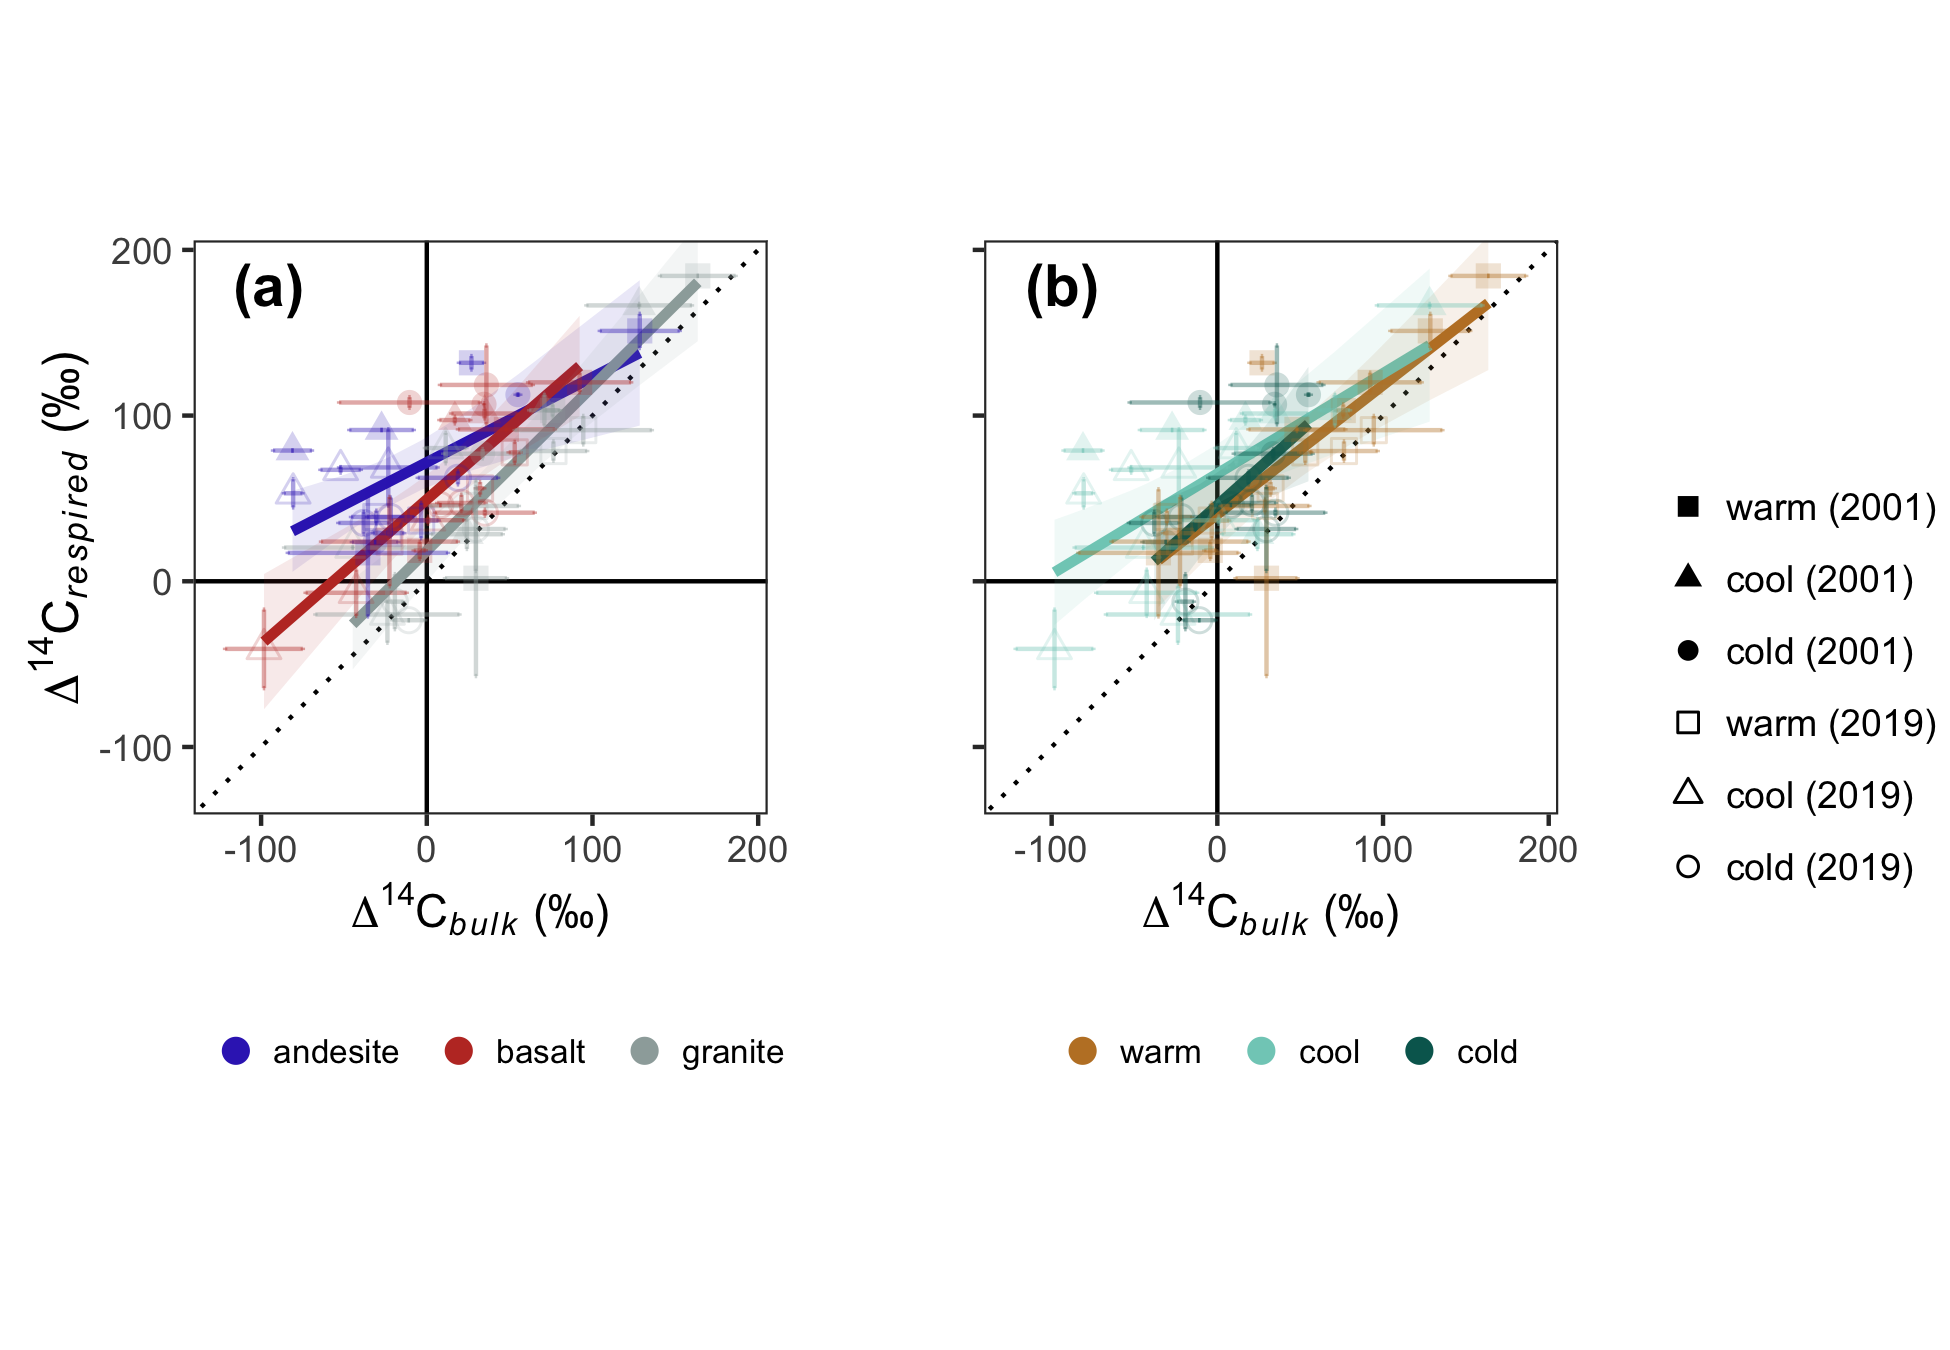 (a)
(b)
200
100
0
-100
Δ¹⁴Crespired (‰)
-100 0 100 200
-100 0 100 200
Δ¹⁴Cbulk (‰)
Δ¹⁴Cbulk (‰)
warm (2001)
cool (2001)
cold (2001)
warm (2019)
cool (2019)
cold (2019)
andesite basalt granite
warm cool cold